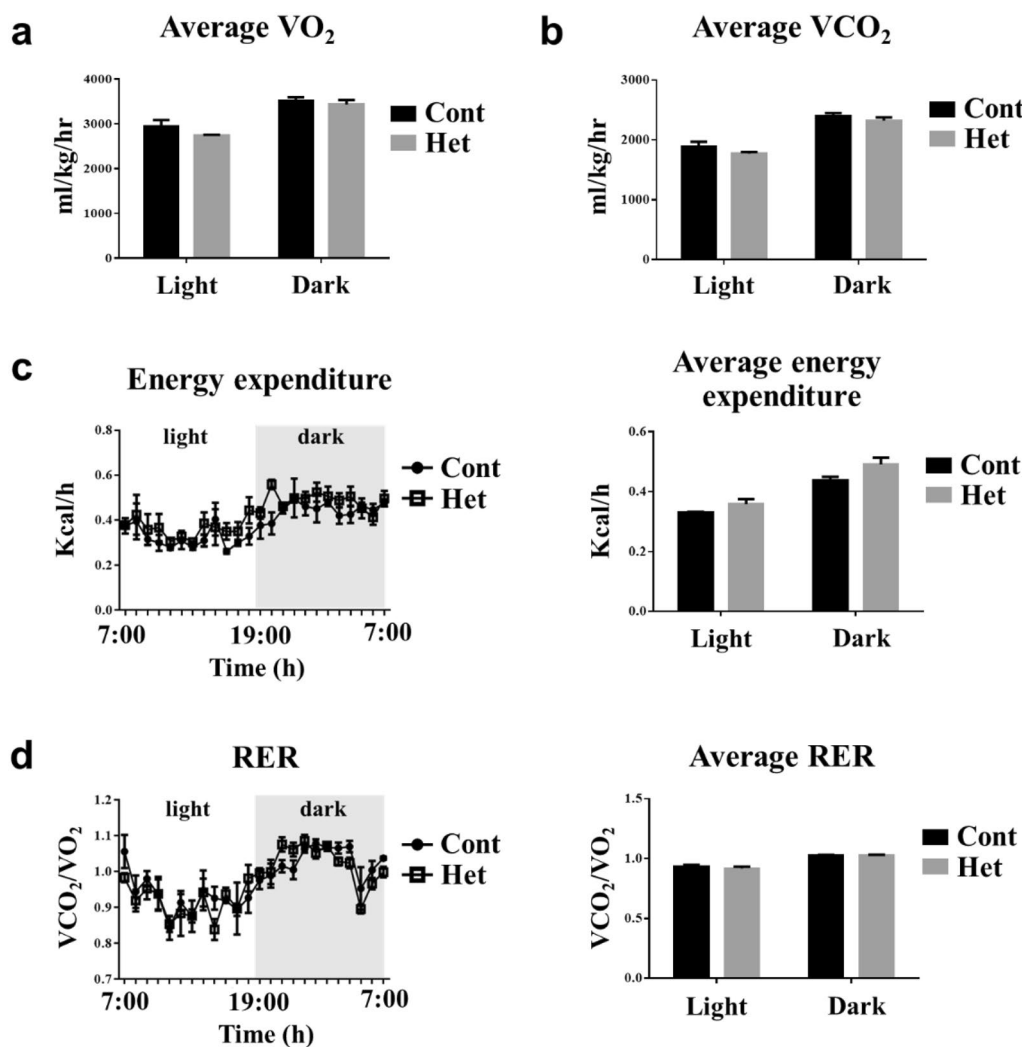 a
Average VO₂
ml/kg/hr
4000
3000
2000
1000
0
Light
Dark
Cont
Het
b
Average VCO₂
ml/kg/hr
3000
2000
1000
0
Light
Dark
Cont
Het
c
Energy expenditure
Kcal/h
0.8
0.6
0.4
0.2
0.0
light
dark
7:00
19:00
7:00
Time (h)
Cont
Het
Average energy
expenditure
Kcal/h
0.6
0.4
0.2
0.0
Light
Dark
Cont
Het
d
RER
VCO₂/VO₂
1.2
1.1
1.0
0.9
0.8
0.7
light
dark
7:00
19:00
7:00
Time (h)
Cont
Het
Average RER
VCO₂/VO₂
1.5
1.0
0.5
0.0
Light
Dark
Cont
Het